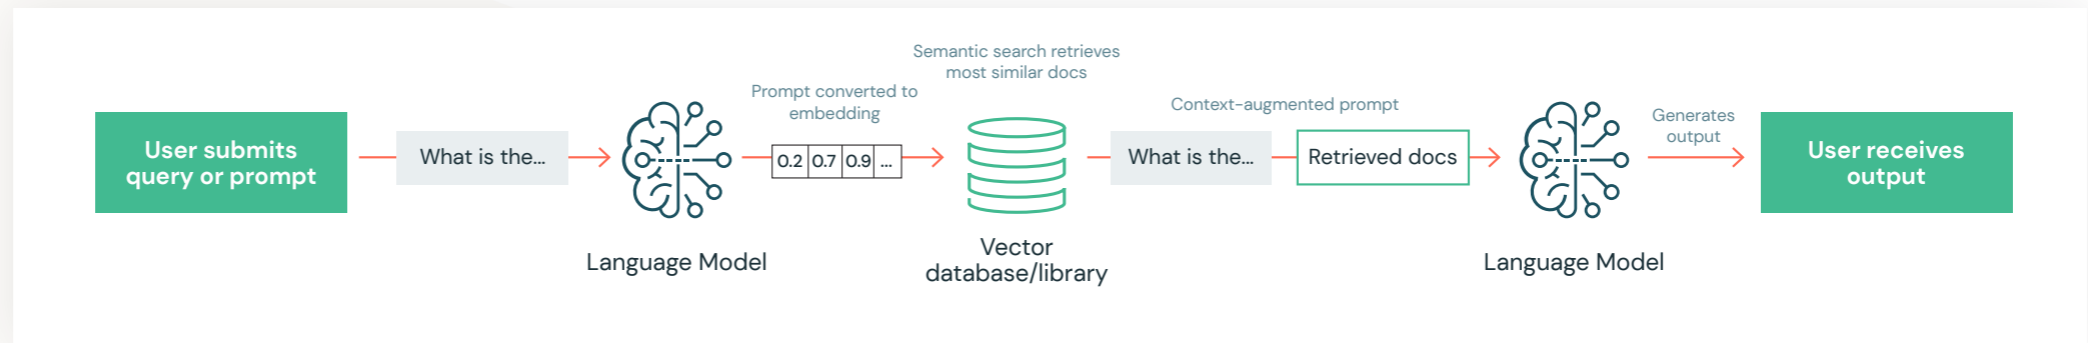 User submits
query or prompt
What is the...
Language Model
Prompt converted to
embedding
0.2 0.7 0.9 ...
Semantic search retrieves
most similar docs
Vector
database/library
Context-augmented prompt
What is the...
Retrieved docs
Language Model
Generates
output
User receives
output